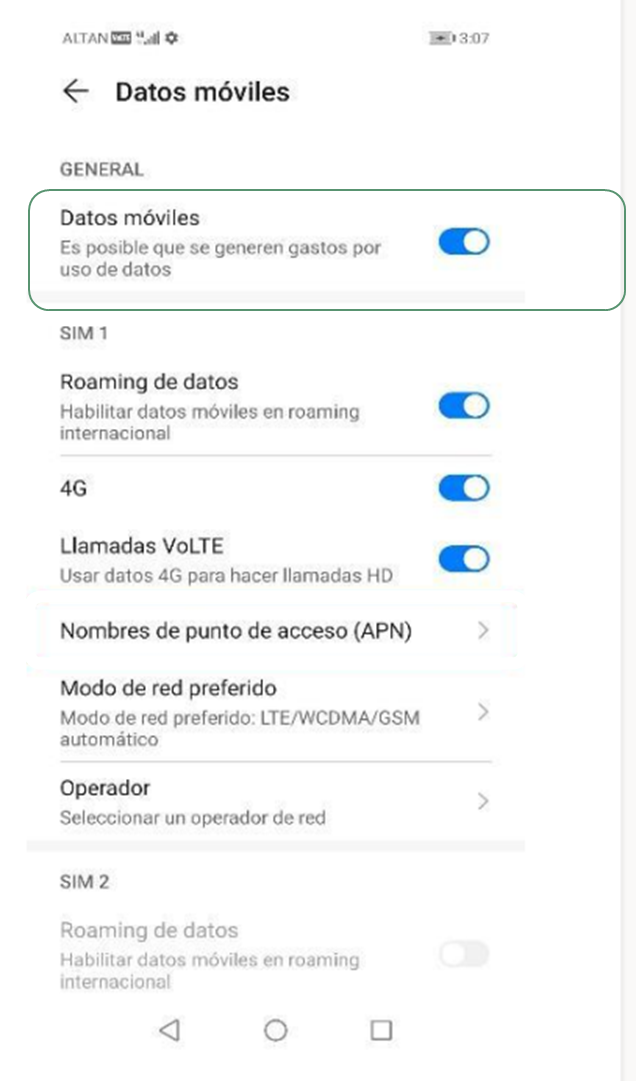 ALTAN VoLTE 3:07
Datos móviles
GENERAL
Datos móviles
Es posible que se generen gastos por
uso de datos
SIM 1
Roaming de datos
Habilitar datos móviles en roaming
internacional
4G
Llamadas VoLTE
Usar datos 4G para hacer llamadas HD
Nombres de punto de acceso (APN)
Modo de red preferido
Modo de red preferido: LTE/WCDMA/GSM
automático
Operador
Seleccionar un operador de red
SIM 2
Roaming de datos
Habilitar datos móviles en roaming
internacional